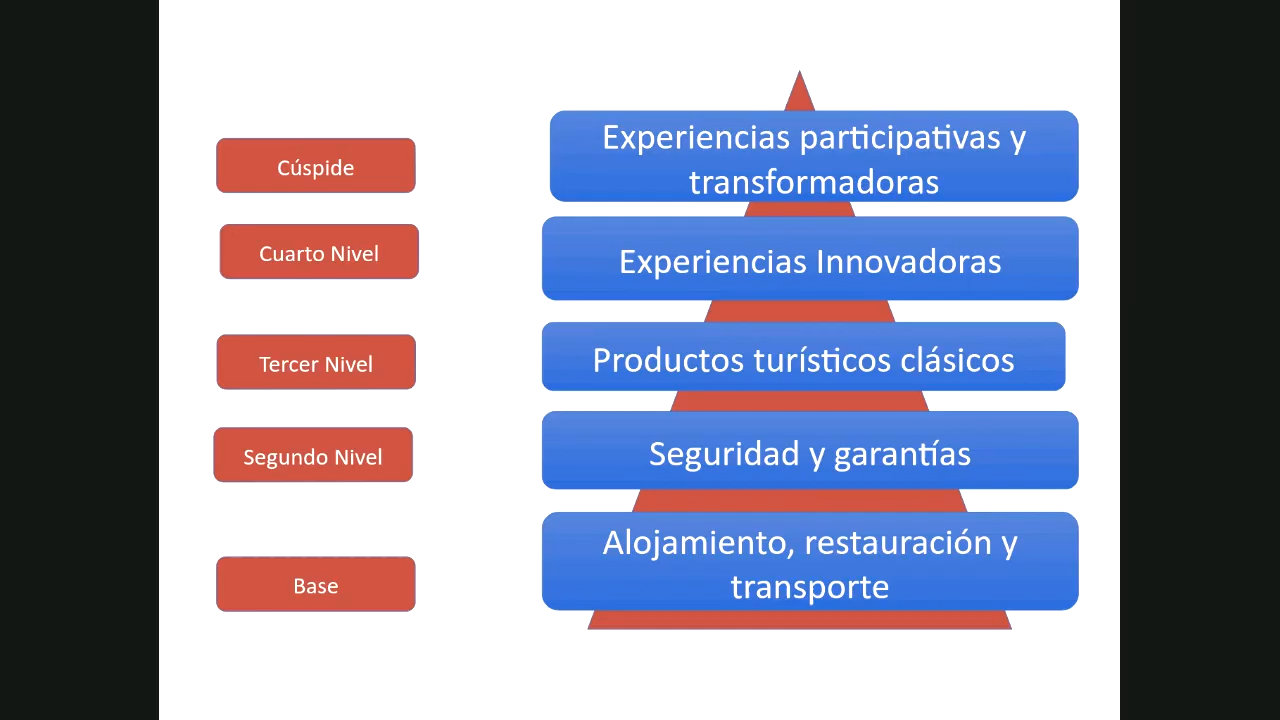 Cúspide
Experiencias participativas y
transformadoras
Cuarto Nivel
Experiencias Innovadoras
Tercer Nivel
Productos turísticos clásicos
Segundo Nivel
Seguridad y garantías
Base
Alojamiento, restauración y
transporte